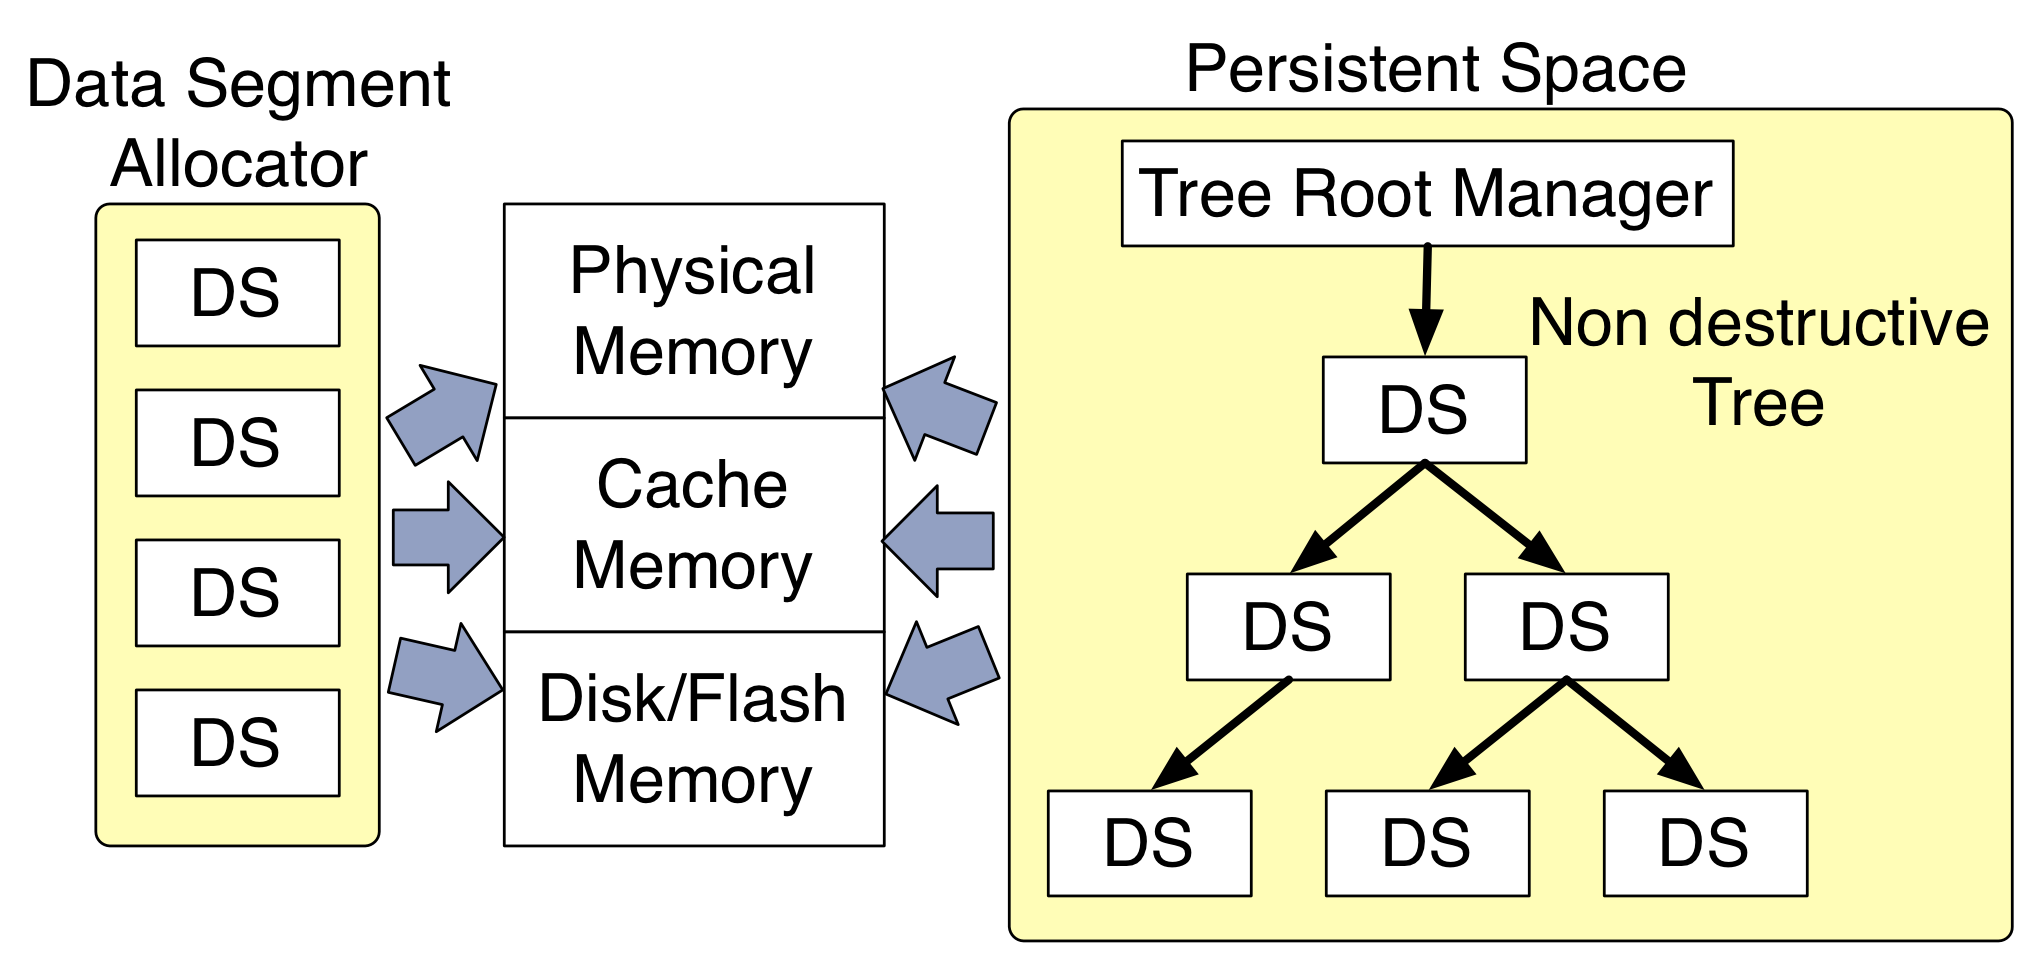 Data Segment
Allocator
DS
DS
DS
DS
Physical
Memory
Cache
Memory
Disk/Flash
Memory
Persistent Space
Tree Root Manager
Non destructive
Tree
DS
DS
DS
DS
DS
DS